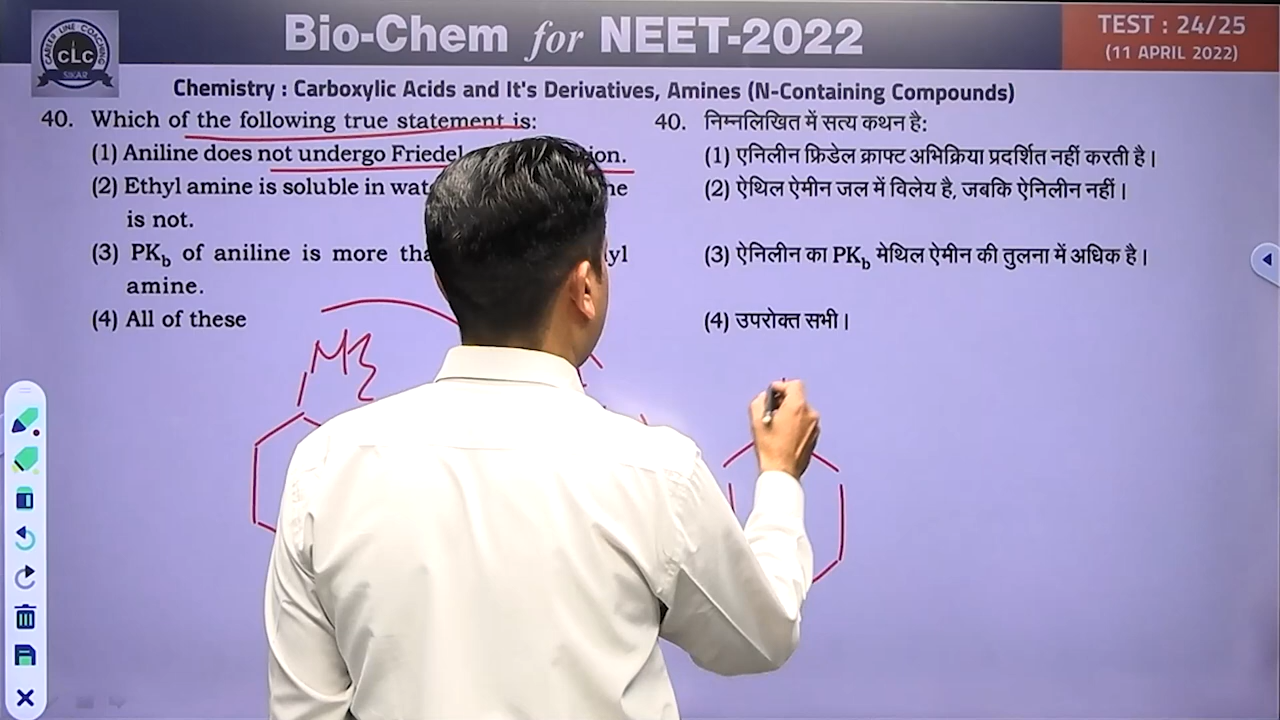 Bio-Chem for NEET-2022
TEST : 24/25
(11 APRIL 2022)
CAREER LINE COACHING
CLC
SIKAR
Chemistry : Carboxylic Acids and It's Derivatives, Amines (N-Containing Compounds)
40. Which of the following true statement is:
(1) Aniline does not undergo Friedel
(2) Ethyl amine is soluble in
is not.
(3) PKb of aniline is more
amine.
(4) All of these
40. निम्नलिखित में सत्य कथन है:
(1) एनिलीन फ्रिडेल क्राफ्ट अभिक्रिया प्रदर्शित नहीं करती है।
(2) ऐथिल ऐमीन जल में विलेय है, जबकि ऐनिलीन नहीं।
(3) ऐनिलीन का PKb मेथिल ऐमीन की तुलना में अधिक है।
(4) उपरोक्त सभी।